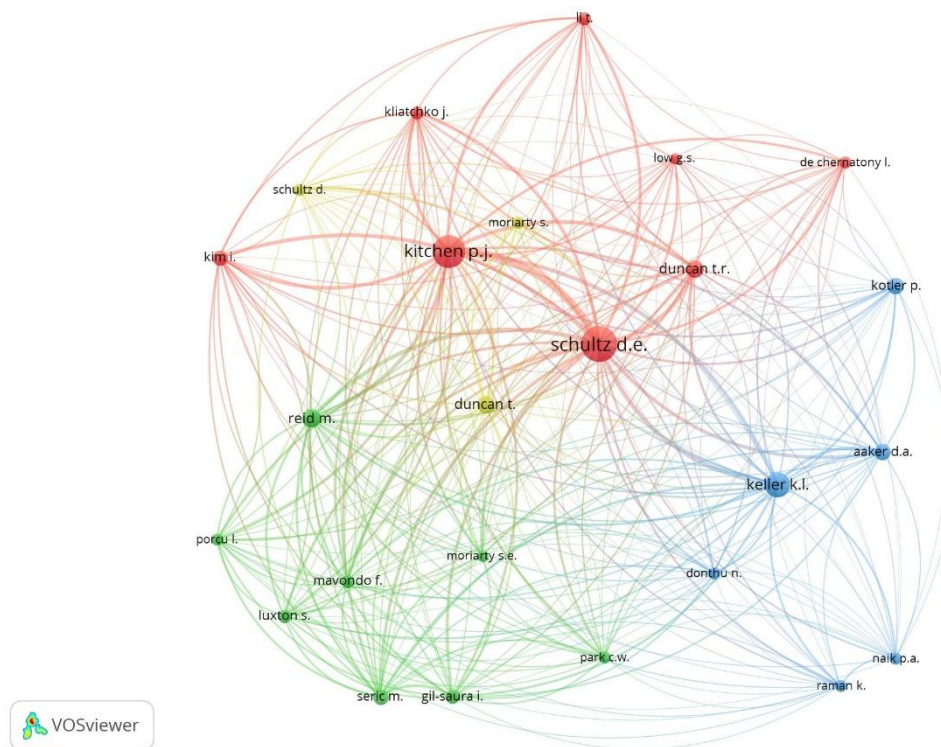 li t.
kliatchko j.
low g.s.
de chernatony l.
schultz d.
moriarty s.
kitchen p.j.
kim i.
duncan t.r.
kotler p.
schultz d.e.
duncan t.
reid m.
aaker d.a.
keller k.l.
porcu l.
moriarty s.e.
donthu n.
mavondo f.
luxton s.
park c.w.
naik p.a.
raman k.
seric m.
gil-saura i.
VOSviewer